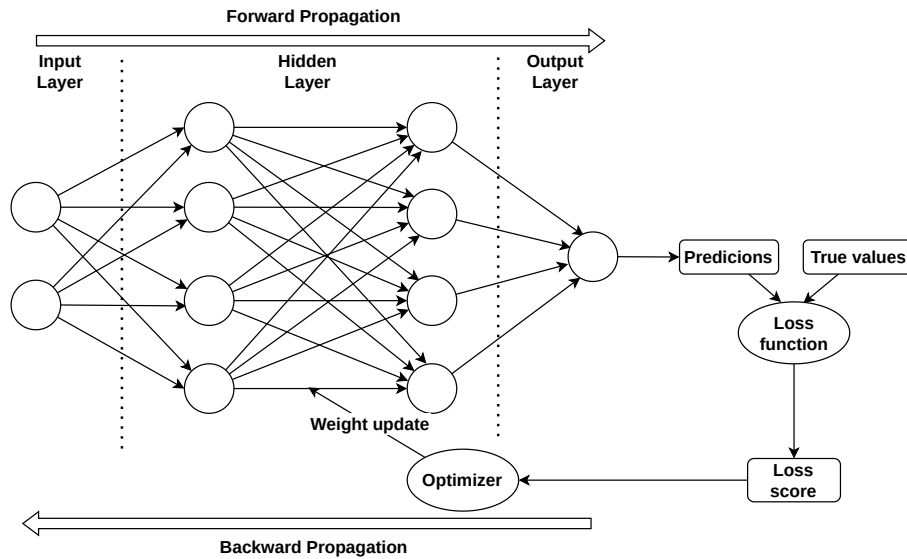 Forward Propagation
Input
Layer
Hidden
Layer
Output
Layer
Predicions
True values
Loss
function
Weight update
Optimizer
Loss
score
Backward Propagation